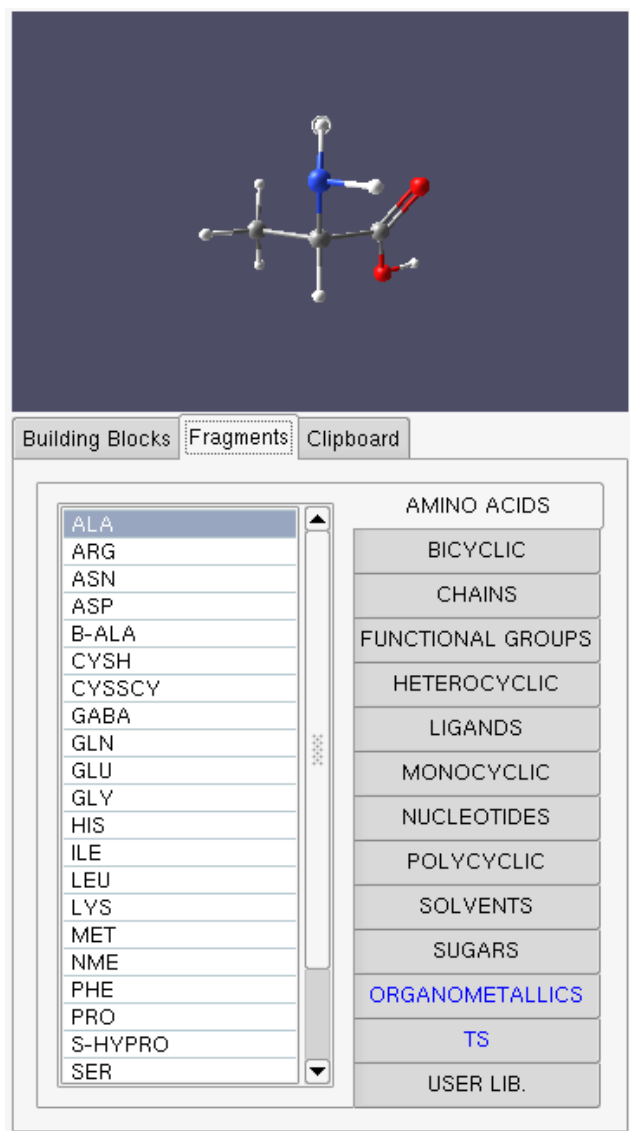 Building Blocks Fragments Clipboard
ALA
ARG
ASN
ASP
B-ALA
CYSH
CYSSCY
GABA
GLN
GLU
GLY
HIS
ILE
LEU
LYS
MET
NME
PHE
PRO
S-HYPRO
SER
AMINO ACIDS
BICYCLIC
CHAINS
FUNCTIONAL GROUPS
HETEROCYCLIC
LIGANDS
MONOCYCLIC
NUCLEOTIDES
POLYCYCLIC
SOLVENTS
SUGARS
ORGANOMETALLICS
TS
USER LIB.